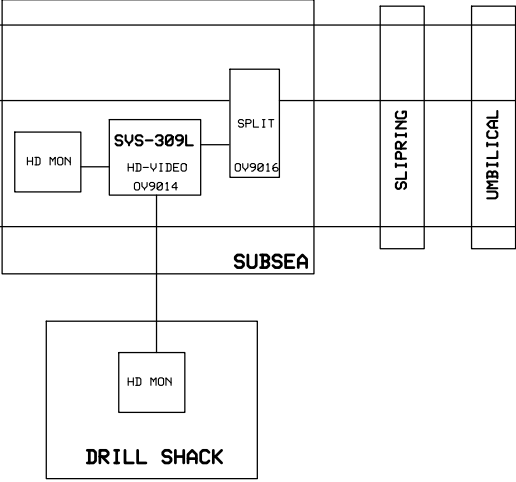 SPLIT
OV9016
SVS-309L
HD-VIDEO
OV9014
HD MON
SUBSEA
SLIPRING
UMBILICAL
HD MON
DRILL SHACK